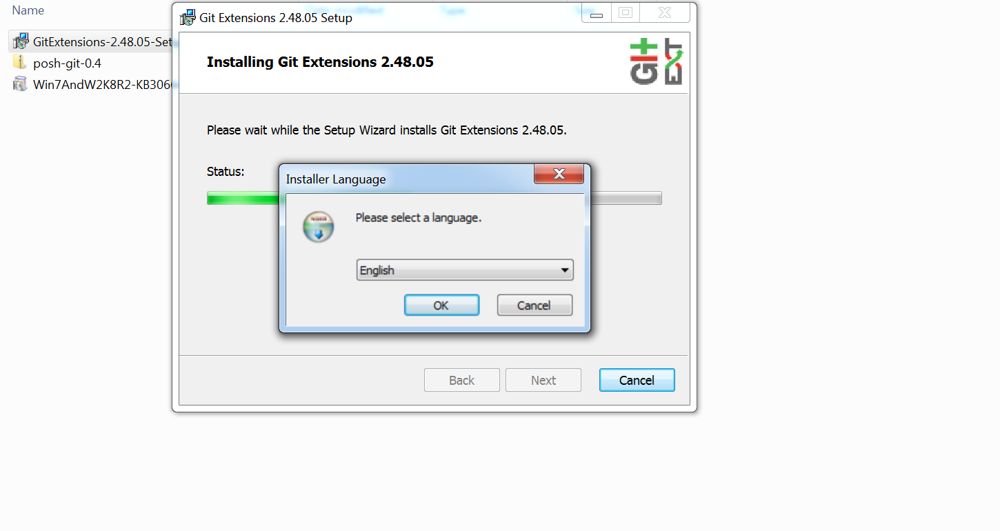 Name
GitExtensions-2.48.05-Set
posh-git-0.4
Win7AndW2K8R2-KB306
Git Extensions 2.48.05 Setup
Installing Git Extensions 2.48.05
Git
EXT
Please wait while the Setup Wizard installs Git Extensions 2.48.05.
Status:
Installer Language
Please select a language.
English
OK
Cancel
Back
Next
Cancel